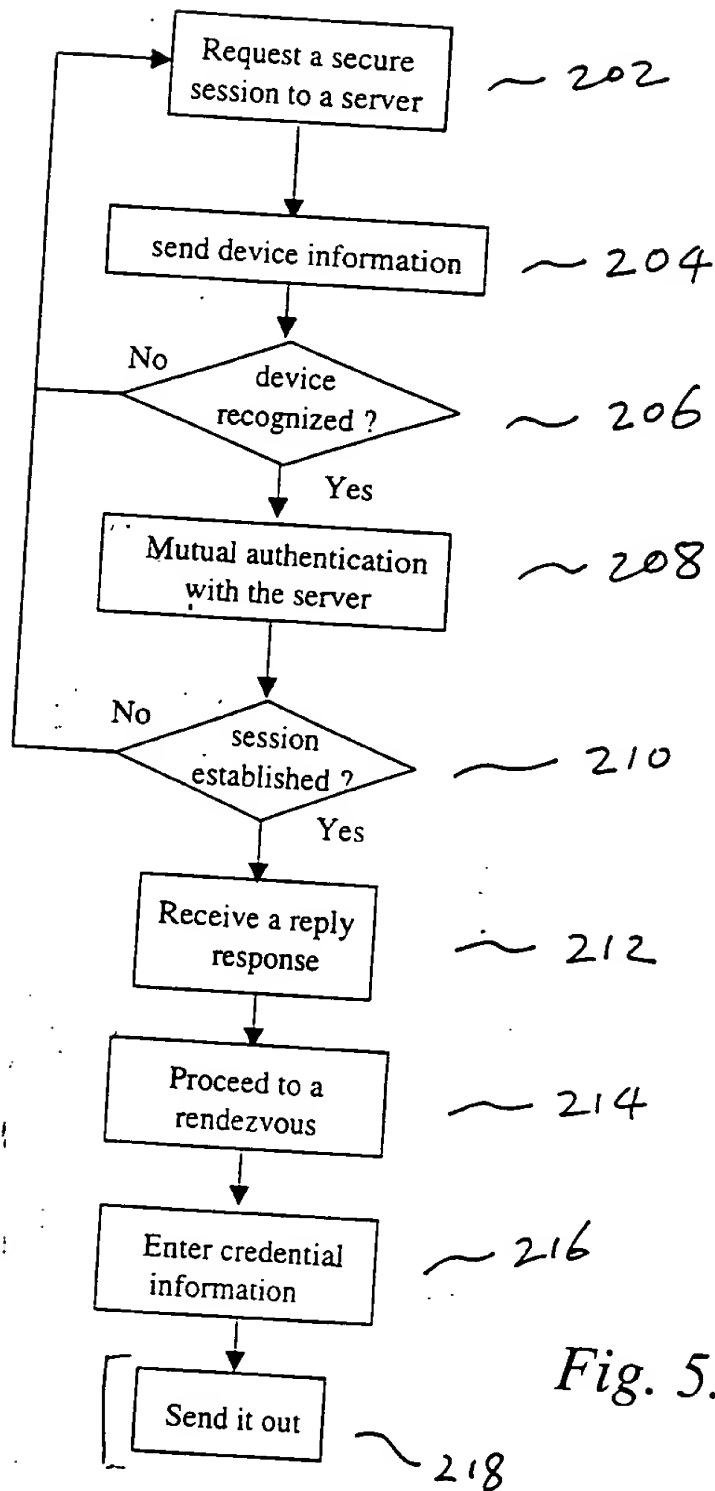 Request a secure
session to a server
202
send device information
204
No
device
recognized ?
206
Yes
Mutual authentication
with the server
208
No
session
established ?
210
Yes
Receive a reply
response
212
Proceed to a
rendezvous
214
Enter credential
information
216
Send it out
218
Fig. 5.